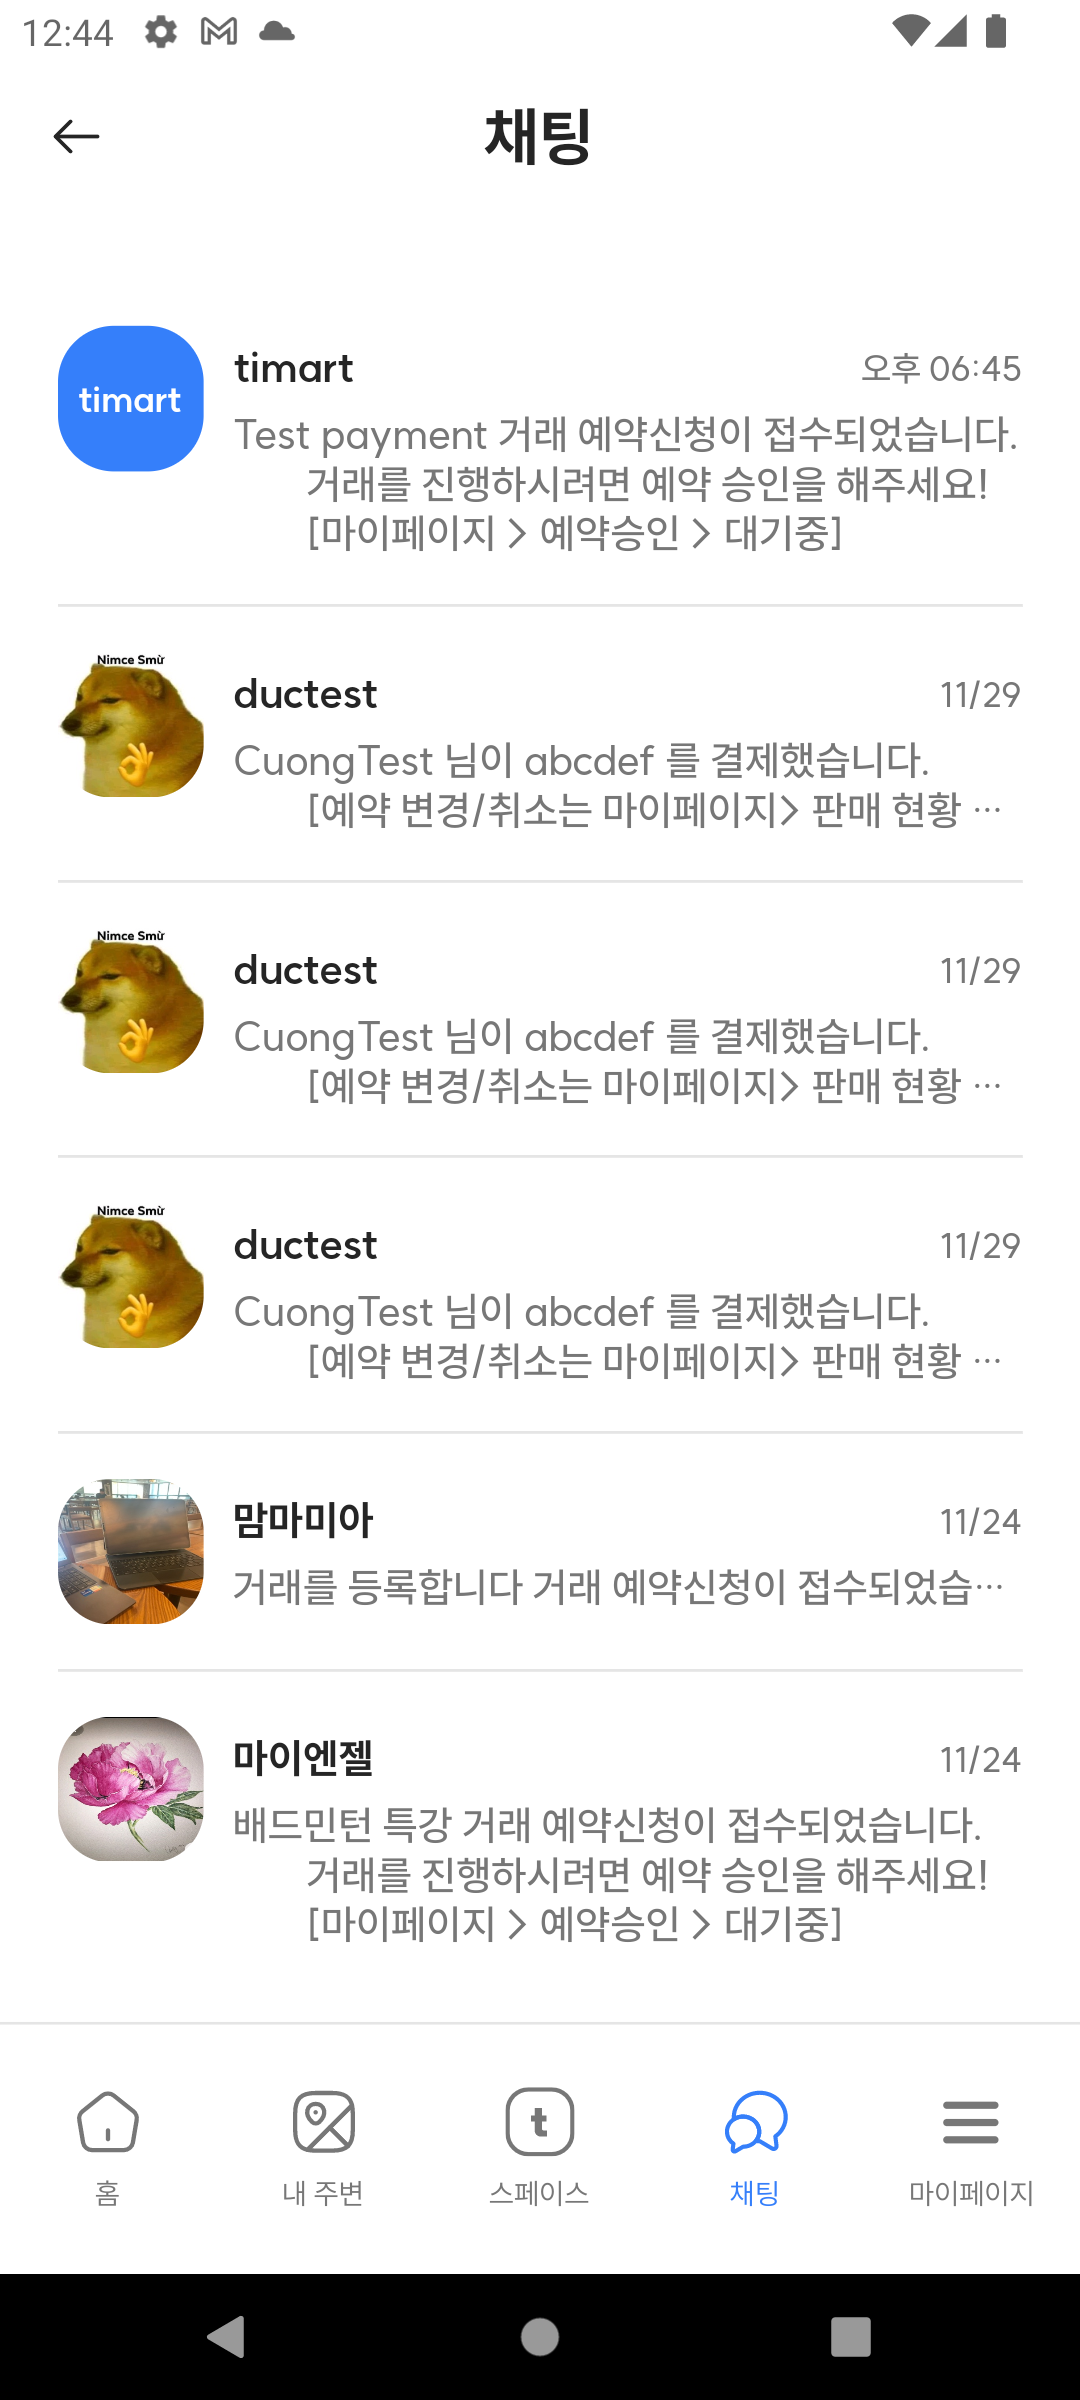 12:44
채팅
timart
timart
오후 06:45
Test payment 거래 예약신청이 접수되었습니다.
거래를 진행하시려면 예약 승인을 해주세요!
[마이페이지 > 예약승인 > 대기중]
Nimce Smừ
ductest
11/29
CuongTest 님이 abcdef 를 결제했습니다.
[예약 변경/취소는 마이페이지> 판매 현황 ...
Nimce Smừ
ductest
11/29
CuongTest 님이 abcdef 를 결제했습니다.
[예약 변경/취소는 마이페이지> 판매 현황 ...
Nimce Smừ
ductest
11/29
CuongTest 님이 abcdef 를 결제했습니다.
[예약 변경/취소는 마이페이지> 판매 현황 ...
맘마미아
11/24
거래를 등록합니다 거래 예약신청이 접수되었습...
마이엔젤
11/24
배드민턴 특강 거래 예약신청이 접수되었습니다.
거래를 진행하시려면 예약 승인을 해주세요!
[마이페이지 > 예약승인 > 대기중]
t
홈
내 주변
스페이스
채팅
마이페이지